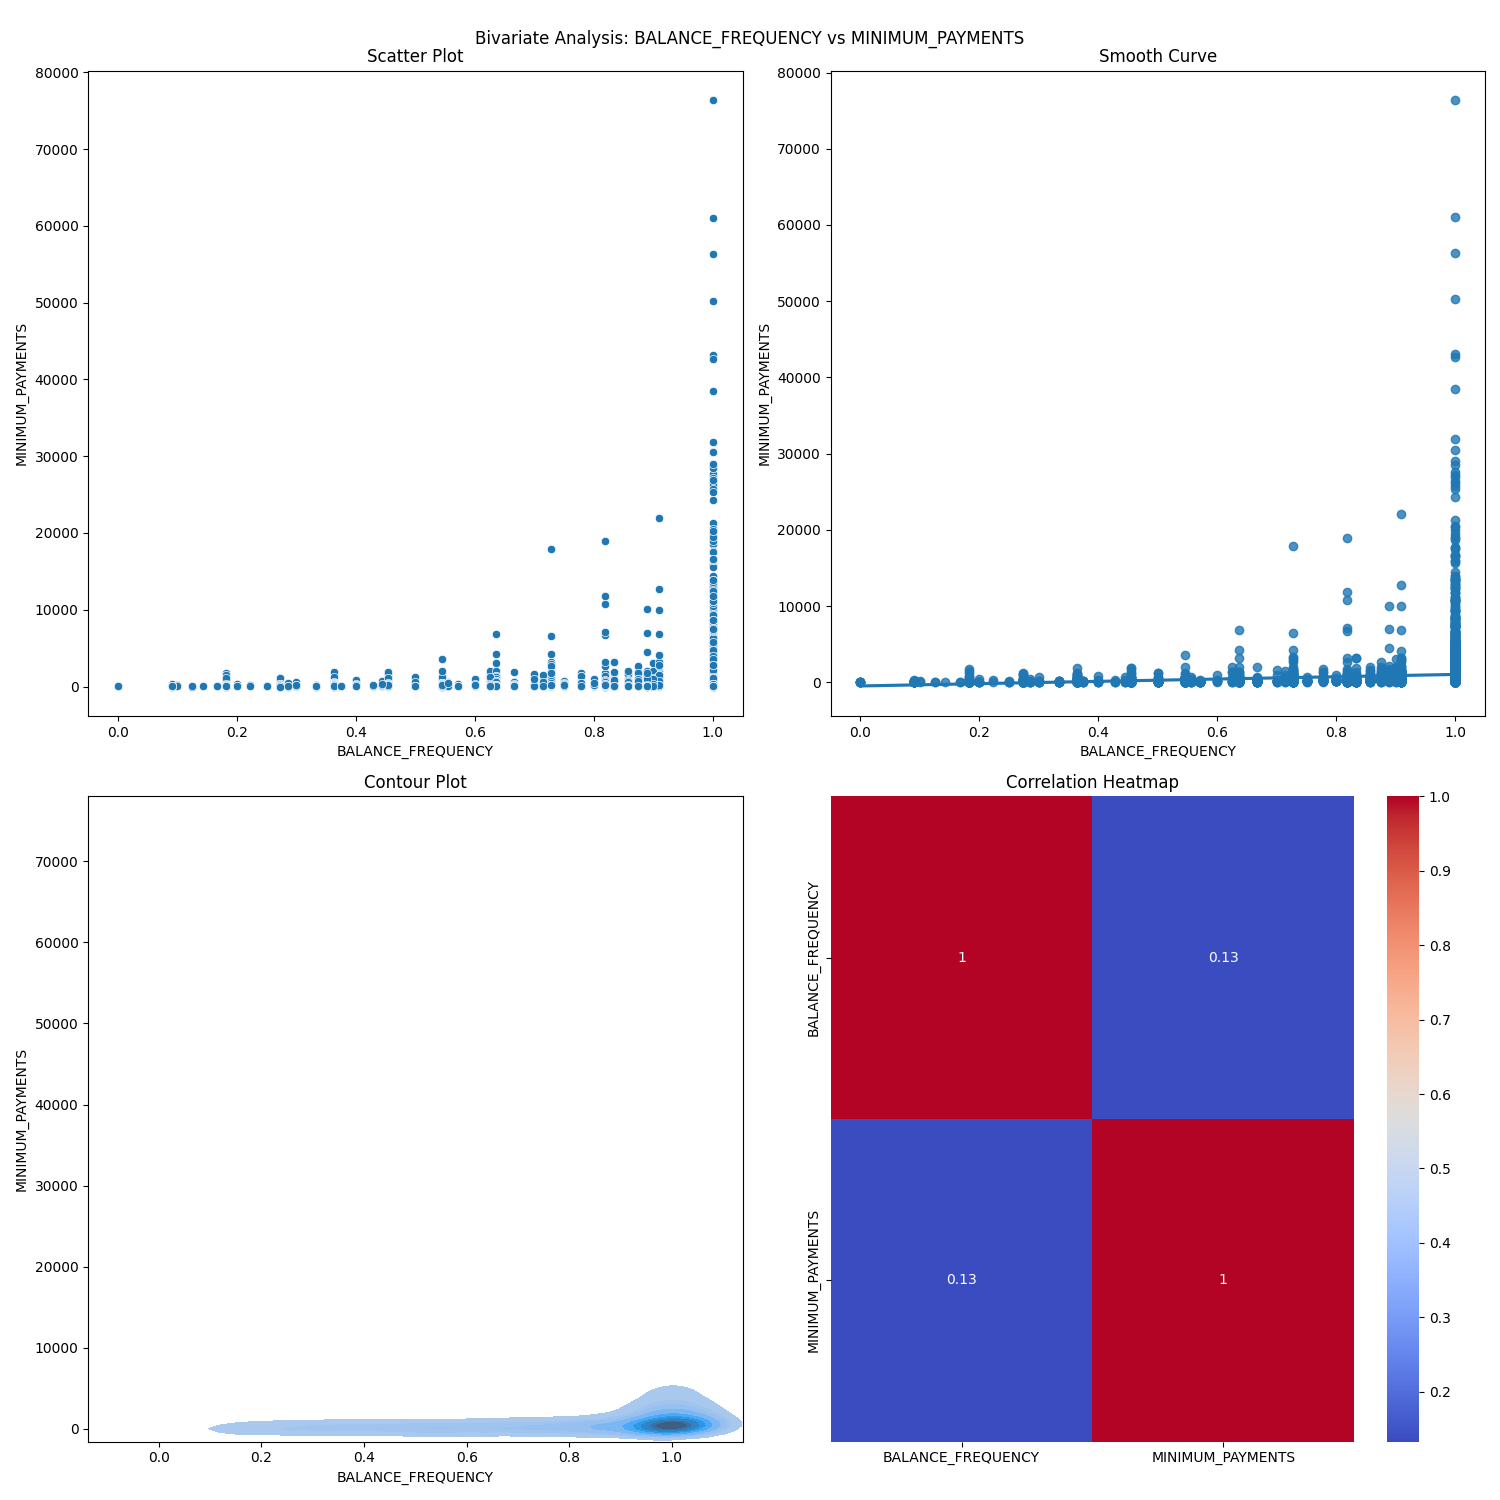 Bivariate Analysis: BALANCE_FREQUENCY vs MINIMUM_PAYMENTS
Scatter Plot
80000
70000
60000
50000
40000
30000
20000
10000
0
MINIMUM_PAYMENTS
0.0 0.2 0.4 0.6 0.8 1.0
BALANCE_FREQUENCY
Smooth Curve
80000
70000
60000
50000
40000
30000
20000
10000
0
MINIMUM_PAYMENTS
0.0 0.2 0.4 0.6 0.8 1.0
BALANCE_FREQUENCY
Contour Plot
70000
60000
50000
40000
30000
20000
10000
0
MINIMUM_PAYMENTS
0.0 0.2 0.4 0.6 0.8 1.0
BALANCE_FREQUENCY
Correlation Heatmap
BALANCE_FREQUENCY
MINIMUM_PAYMENTS
1 0.13
0.13 1
BALANCE_FREQUENCY MINIMUM_PAYMENTS
1.0
0.9
0.8
0.7
0.6
0.5
0.4
0.3
0.2